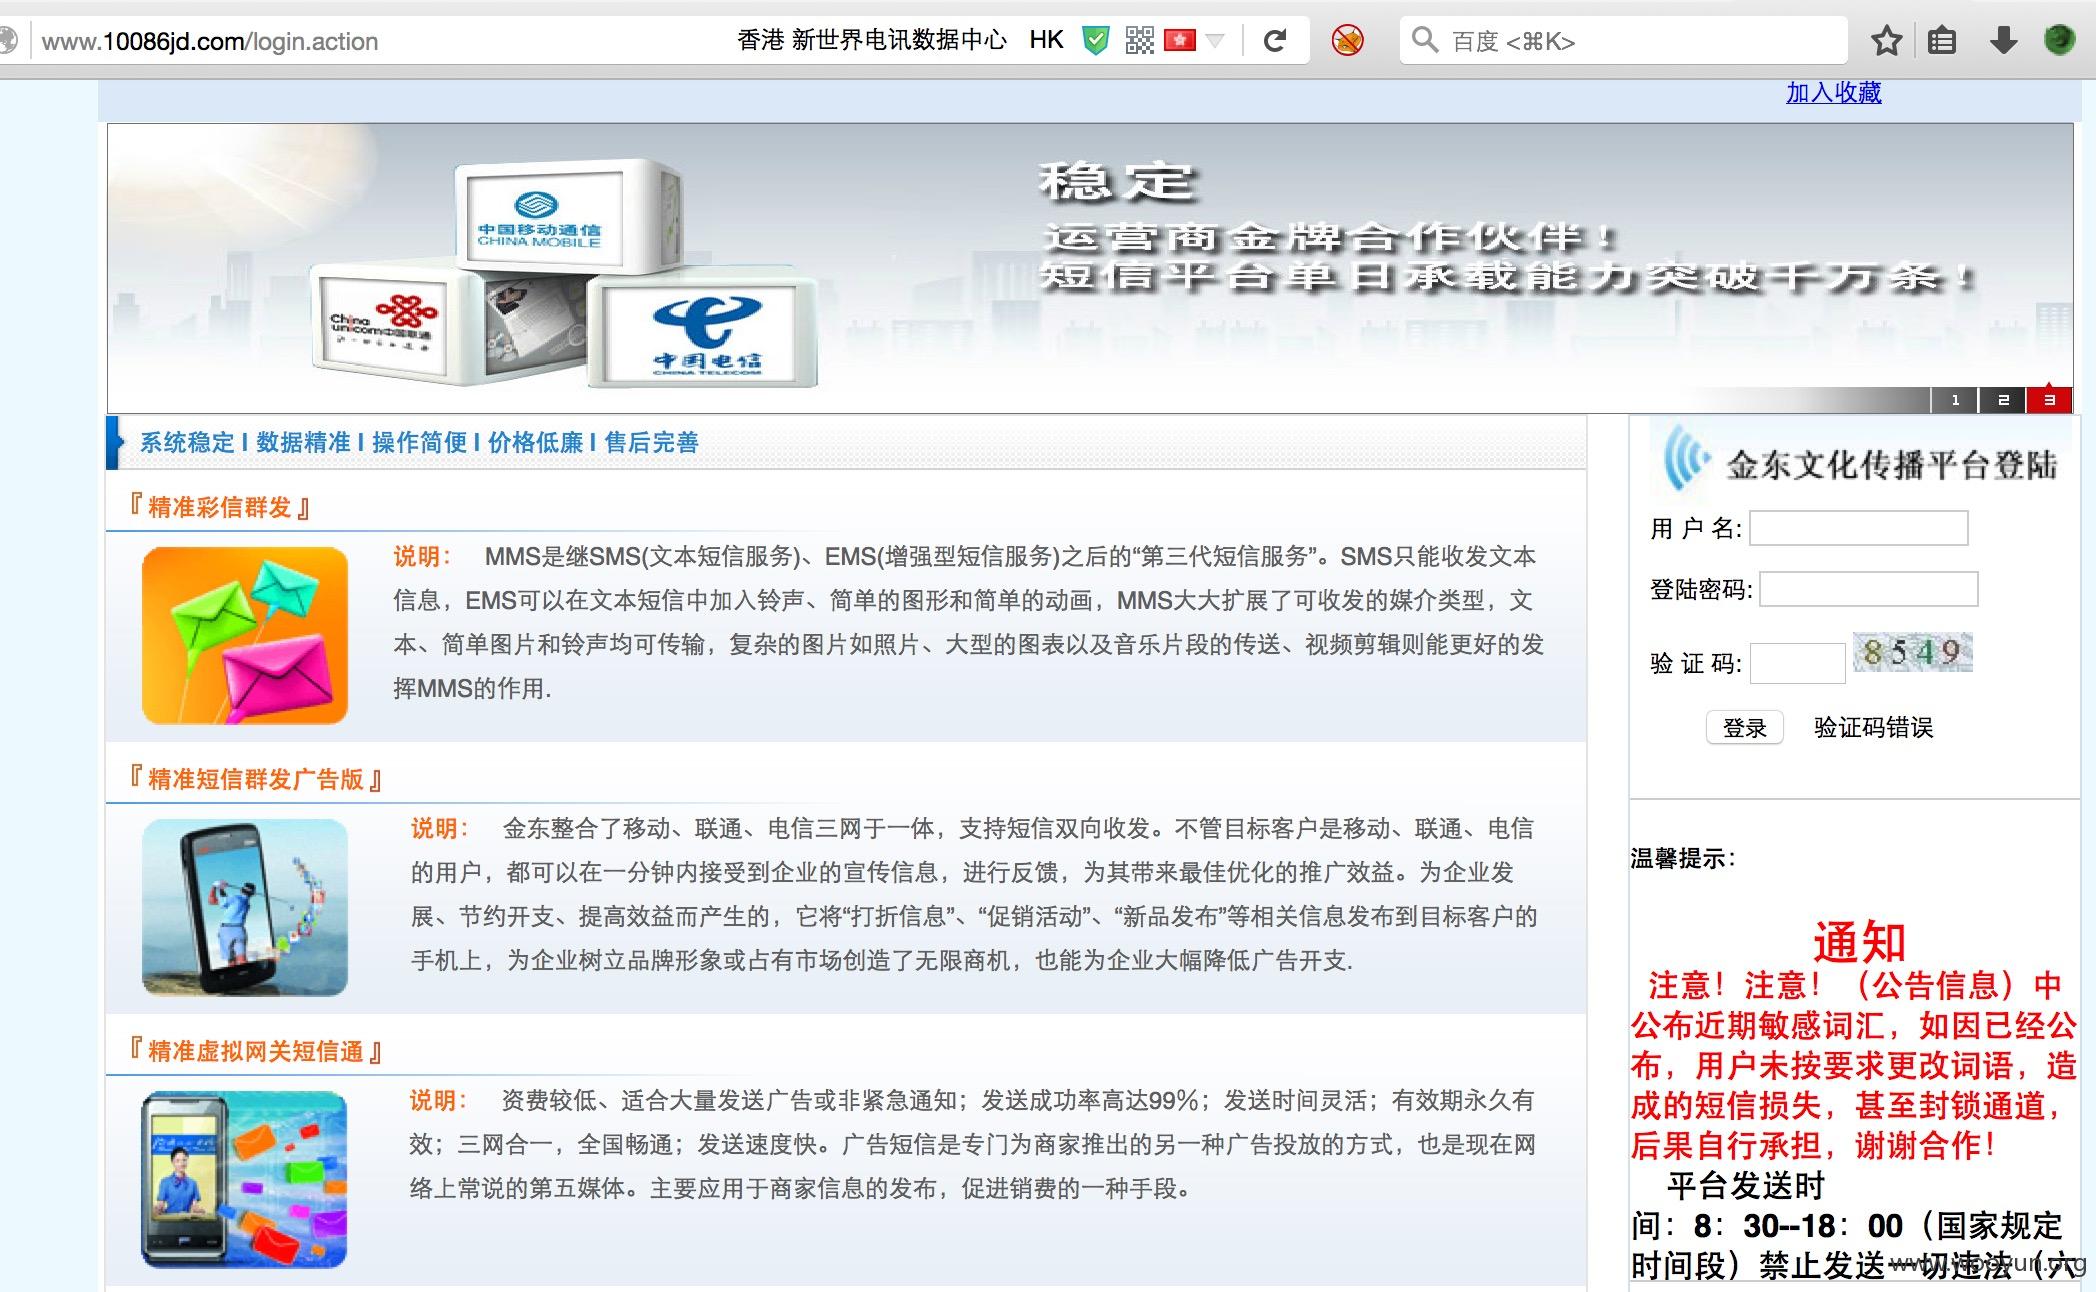 www.10086jd.com/login.action
香港 新世界电讯数据中心 HK
百度 <⌘K>
加入收藏
中国移动通信
CHINA MOBILE
China
unicom中国联通
中国电信
CHINA TELECOM
稳定
运营商金牌合作伙伴！
短信平台单日承载能力突破千万条！
1 2 3
系统稳定 I 数据精准 I 操作简便 I 价格低廉 I 售后完善
『 精准彩信群发 』
说明： MMS是继SMS(文本短信服务)、EMS(增强型短信服务)之后的“第三代短信服务”。SMS只能收发文本
信息，EMS可以在文本短信中加入铃声、简单的图形和简单的动画，MMS大大扩展了可收发的媒介类型，文
本、简单图片和铃声均可传输，复杂的图片如照片、大型的图表以及音乐片段的传送、视频剪辑则能更好的发
挥MMS的作用.
『 精准短信群发广告版 』
说明： 金东整合了移动、联通、电信三网于一体，支持短信双向收发。不管目标客户是移动、联通、电信
的用户，都可以在一分钟内接受到企业的宣传信息，进行反馈，为其带来最佳优化的推广效益。为企业发
展、节约开支、提高效益而产生的，它将“打折信息”、“促销活动”、“新品发布”等相关信息发布到目标客户的
手机上，为企业树立品牌形象或占有市场创造了无限商机，也能为企业大幅降低广告开支.
『 精准虚拟网关短信通 』
说明： 资费较低、适合大量发送广告或非紧急通知；发送成功率高达99%；发送时间灵活；有效期永久有
效；三网合一，全国畅通；发送速度快。广告短信是专门为商家推出的另一种广告投放的方式，也是现在网
络上常说的第五媒体。主要应用于商家信息的发布，促进销费的一种手段。
金东文化传播平台登陆
用 户 名:
登陆密码:
验 证 码: 8549
登录 验证码错误
温馨提示：
通知
注意！注意！（公告信息）中
公布近期敏感词汇，如因已经公
布，用户未按要求更改词语，造
成的短信损失，甚至封锁通道，
后果自行承担，谢谢合作！
平台发送时
间：8：30--18：00（国家规定
时间段）禁止发送一切违法（六
www.wooyun.org